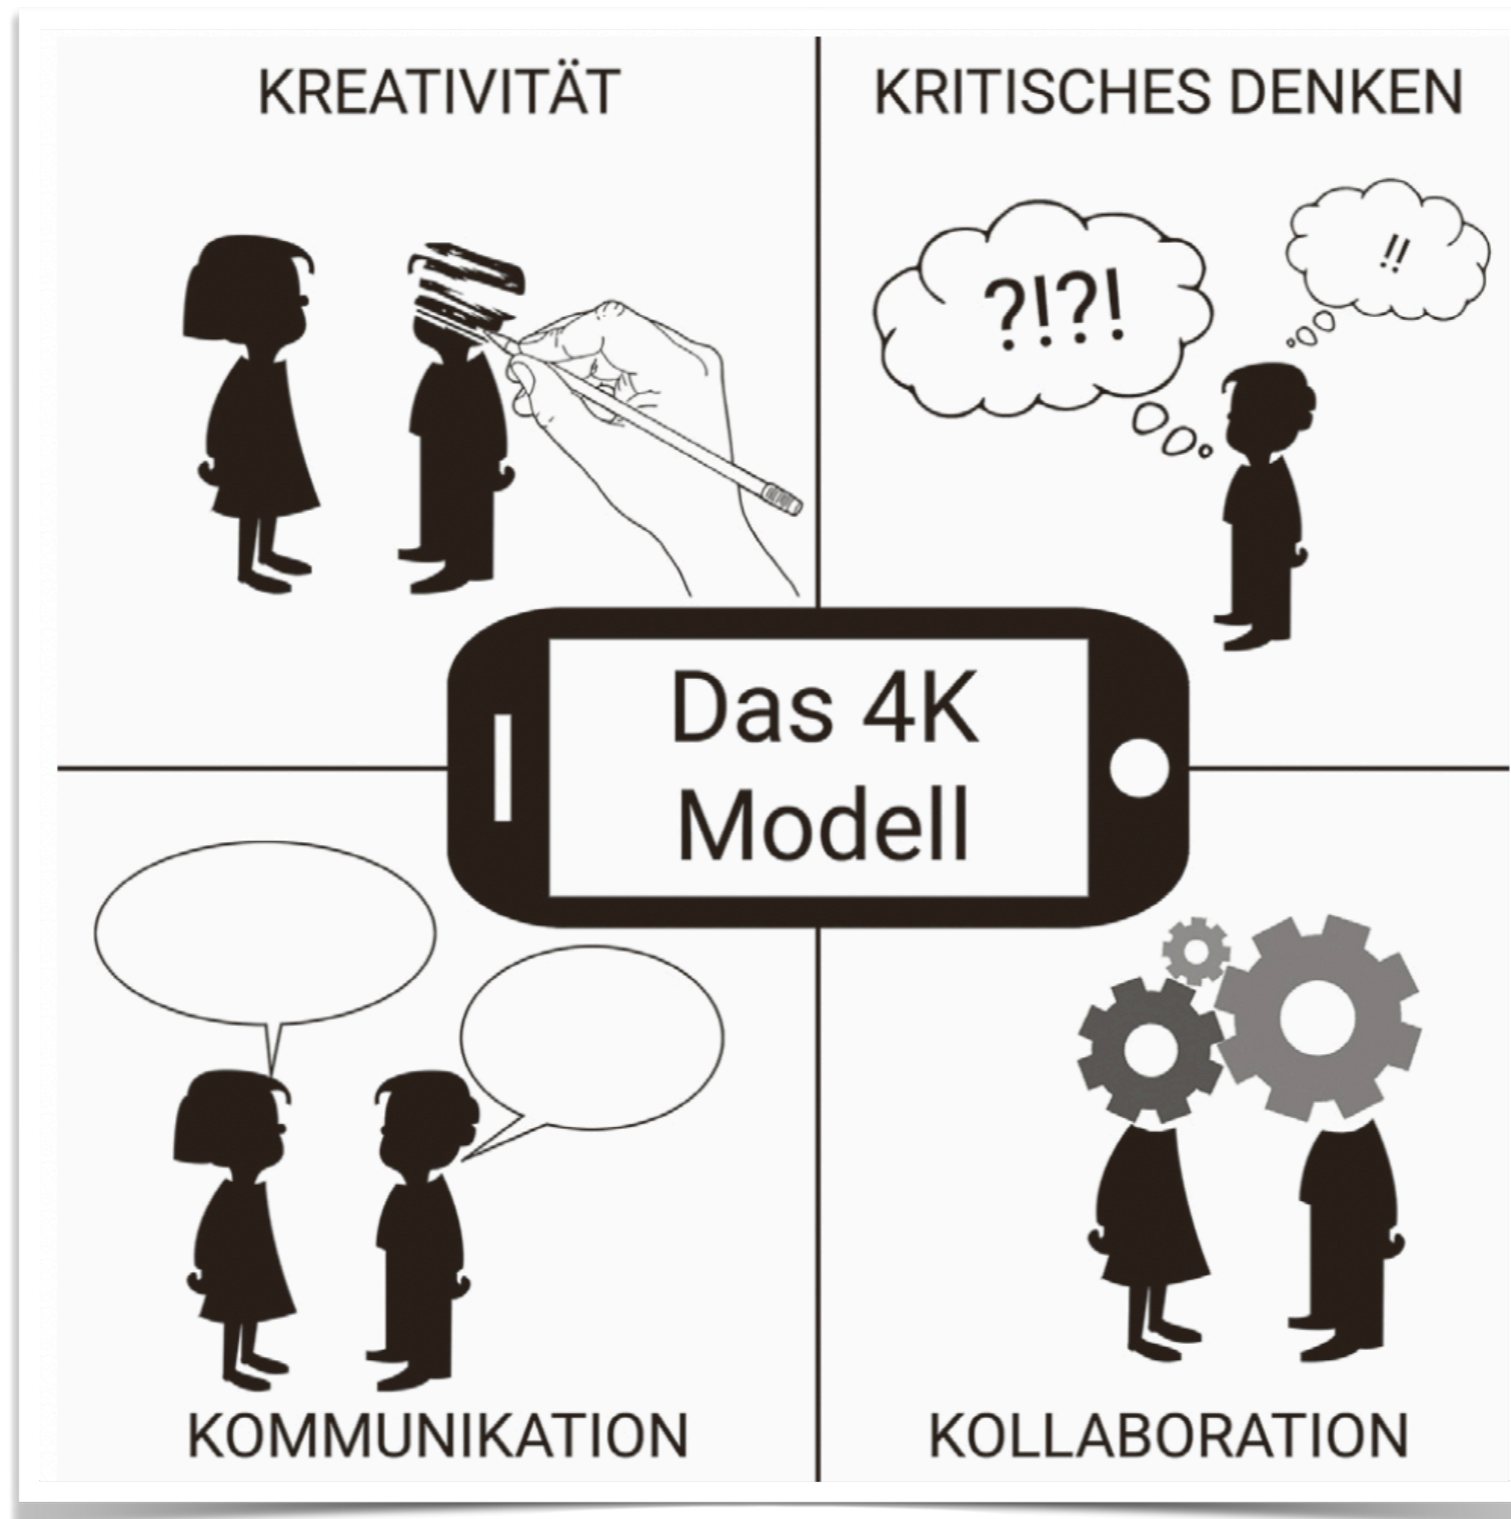 KREATIVITÄT
KRITISCHES DENKEN
?!?!
!!
Das 4K
Modell
KOMMUNIKATION
KOLLABORATION